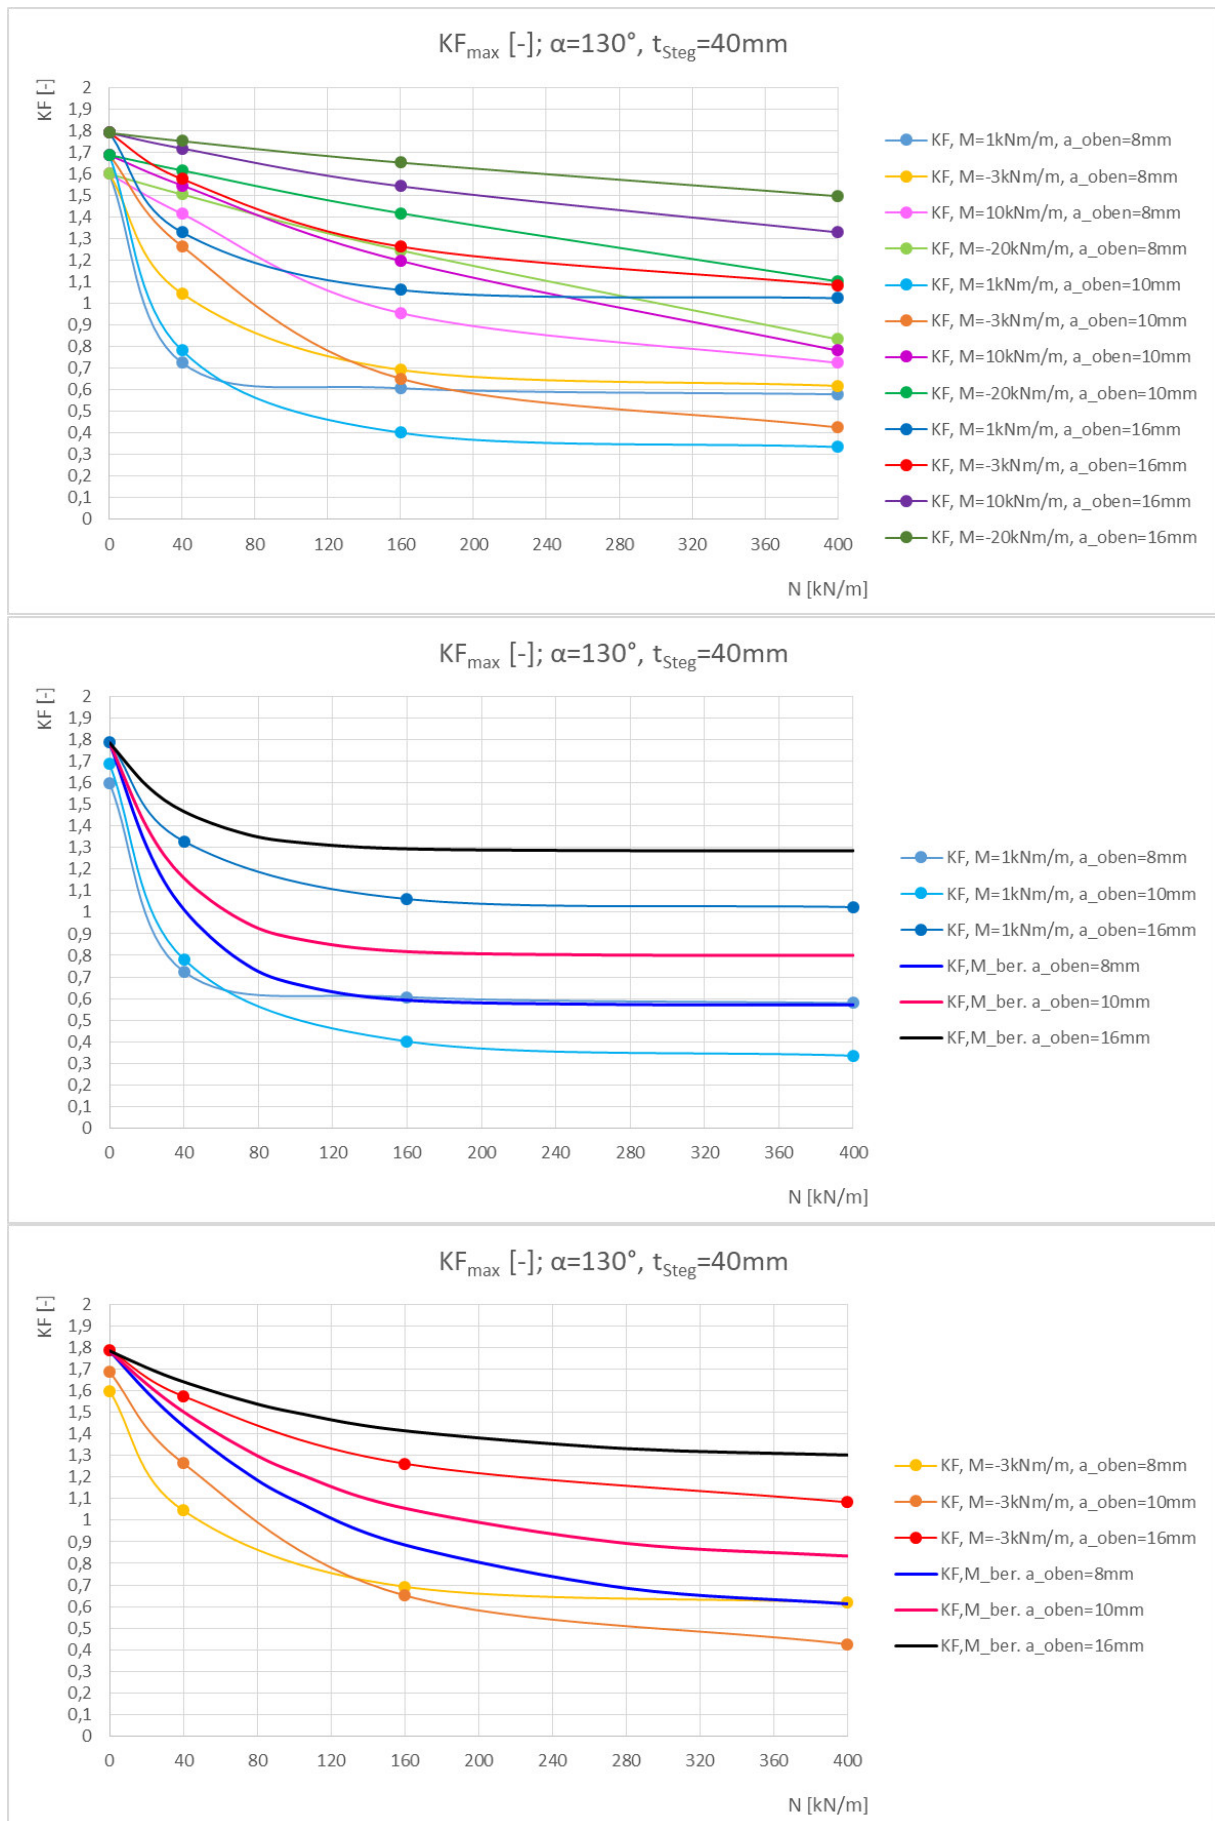 KFmax [-]; α=130°, tSteg=40mm
KF [-]
2
1,9
1,8
1,7
1,6
1,5
1,4
1,3
1,2
1,1
1
0,9
0,8
0,7
0,6
0,5
0,4
0,3
0,2
0,1
0
0 40 80 120 160 200 240 280 320 360 400
N [kN/m]
KF, M=1kNm/m, a_oben=8mm
KF, M=-3kNm/m, a_oben=8mm
KF, M=10kNm/m, a_oben=8mm
KF, M=-20kNm/m, a_oben=8mm
KF, M=1kNm/m, a_oben=10mm
KF, M=-3kNm/m, a_oben=10mm
KF, M=10kNm/m, a_oben=10mm
KF, M=-20kNm/m, a_oben=10mm
KF, M=1kNm/m, a_oben=16mm
KF, M=-3kNm/m, a_oben=16mm
KF, M=10kNm/m, a_oben=16mm
KF, M=-20kNm/m, a_oben=16mm
KFmax [-]; α=130°, tSteg=40mm
KF [-]
2
1,9
1,8
1,7
1,6
1,5
1,4
1,3
1,2
1,1
1
0,9
0,8
0,7
0,6
0,5
0,4
0,3
0,2
0,1
0
0 40 80 120 160 200 240 280 320 360 400
N [kN/m]
KF, M=1kNm/m, a_oben=8mm
KF, M=1kNm/m, a_oben=10mm
KF, M=1kNm/m, a_oben=16mm
KF,M_ber. a_oben=8mm
KF,M_ber. a_oben=10mm
KF,M_ber. a_oben=16mm
KFmax [-]; α=130°, tSteg=40mm
KF [-]
2
1,9
1,8
1,7
1,6
1,5
1,4
1,3
1,2
1,1
1
0,9
0,8
0,7
0,6
0,5
0,4
0,3
0,2
0,1
0
0 40 80 120 160 200 240 280 320 360 400
N [kN/m]
KF, M=-3kNm/m, a_oben=8mm
KF, M=-3kNm/m, a_oben=10mm
KF, M=-3kNm/m, a_oben=16mm
KF,M_ber. a_oben=8mm
KF,M_ber. a_oben=10mm
KF,M_ber. a_oben=16mm